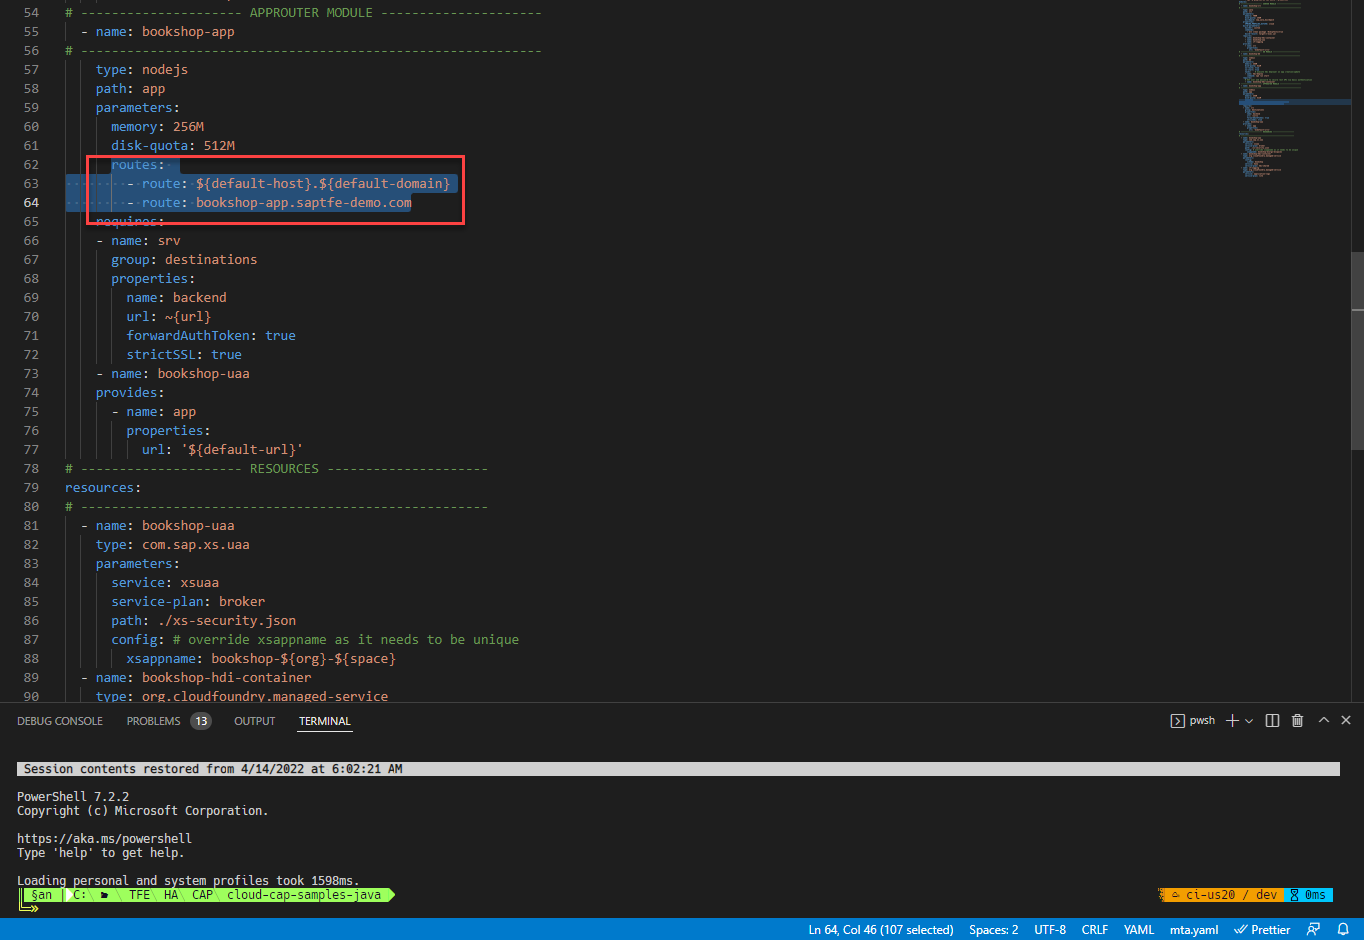 54 # --------------------- APPROUTER MODULE ---------------------
55 - name: bookshop-app
56 # ------------------------------------------------------------
57 type: nodejs
58 path: app
59 parameters:
60 memory: 256M
61 disk-quota: 512M
62 routes:
63 - route: ${default-host}.${default-domain}
64 - route: bookshop-app.saptfe-demo.com
65 requires:
66 - name: srv
67 group: destinations
68 properties:
69 name: backend
70 url: ~{url}
71 forwardAuthToken: true
72 strictSSL: true
73 - name: bookshop-uaa
74 provides:
75 - name: app
76 properties:
77 url: '${default-url}'
78 # --------------------- RESOURCES ---------------------
79 resources:
80 # -----------------------------------------------------
81 - name: bookshop-uaa
82 type: com.sap.xs.uaa
83 parameters:
84 service: xsuaa
85 service-plan: broker
86 path: ./xs-security.json
87 config: # override xsappname as it needs to be unique
88 xsappname: bookshop-${org}-${space}
89 - name: bookshop-hdi-container
90 type: org.cloudfoundry.managed-service
DEBUG CONSOLE PROBLEMS 13 OUTPUT TERMINAL pwsh
Session contents restored from 4/14/2022 at 6:02:21 AM
PowerShell 7.2.2
Copyright (c) Microsoft Corporation.
https://aka.ms/powershell
Type 'help' to get help.
Loading personal and system profiles took 1598ms.
§an C: TFE HA CAP cloud-cap-samples-java ci-us20 / dev 0ms
Ln 64, Col 46 (107 selected) Spaces: 2 UTF-8 CRLF YAML mta.yaml Prettier